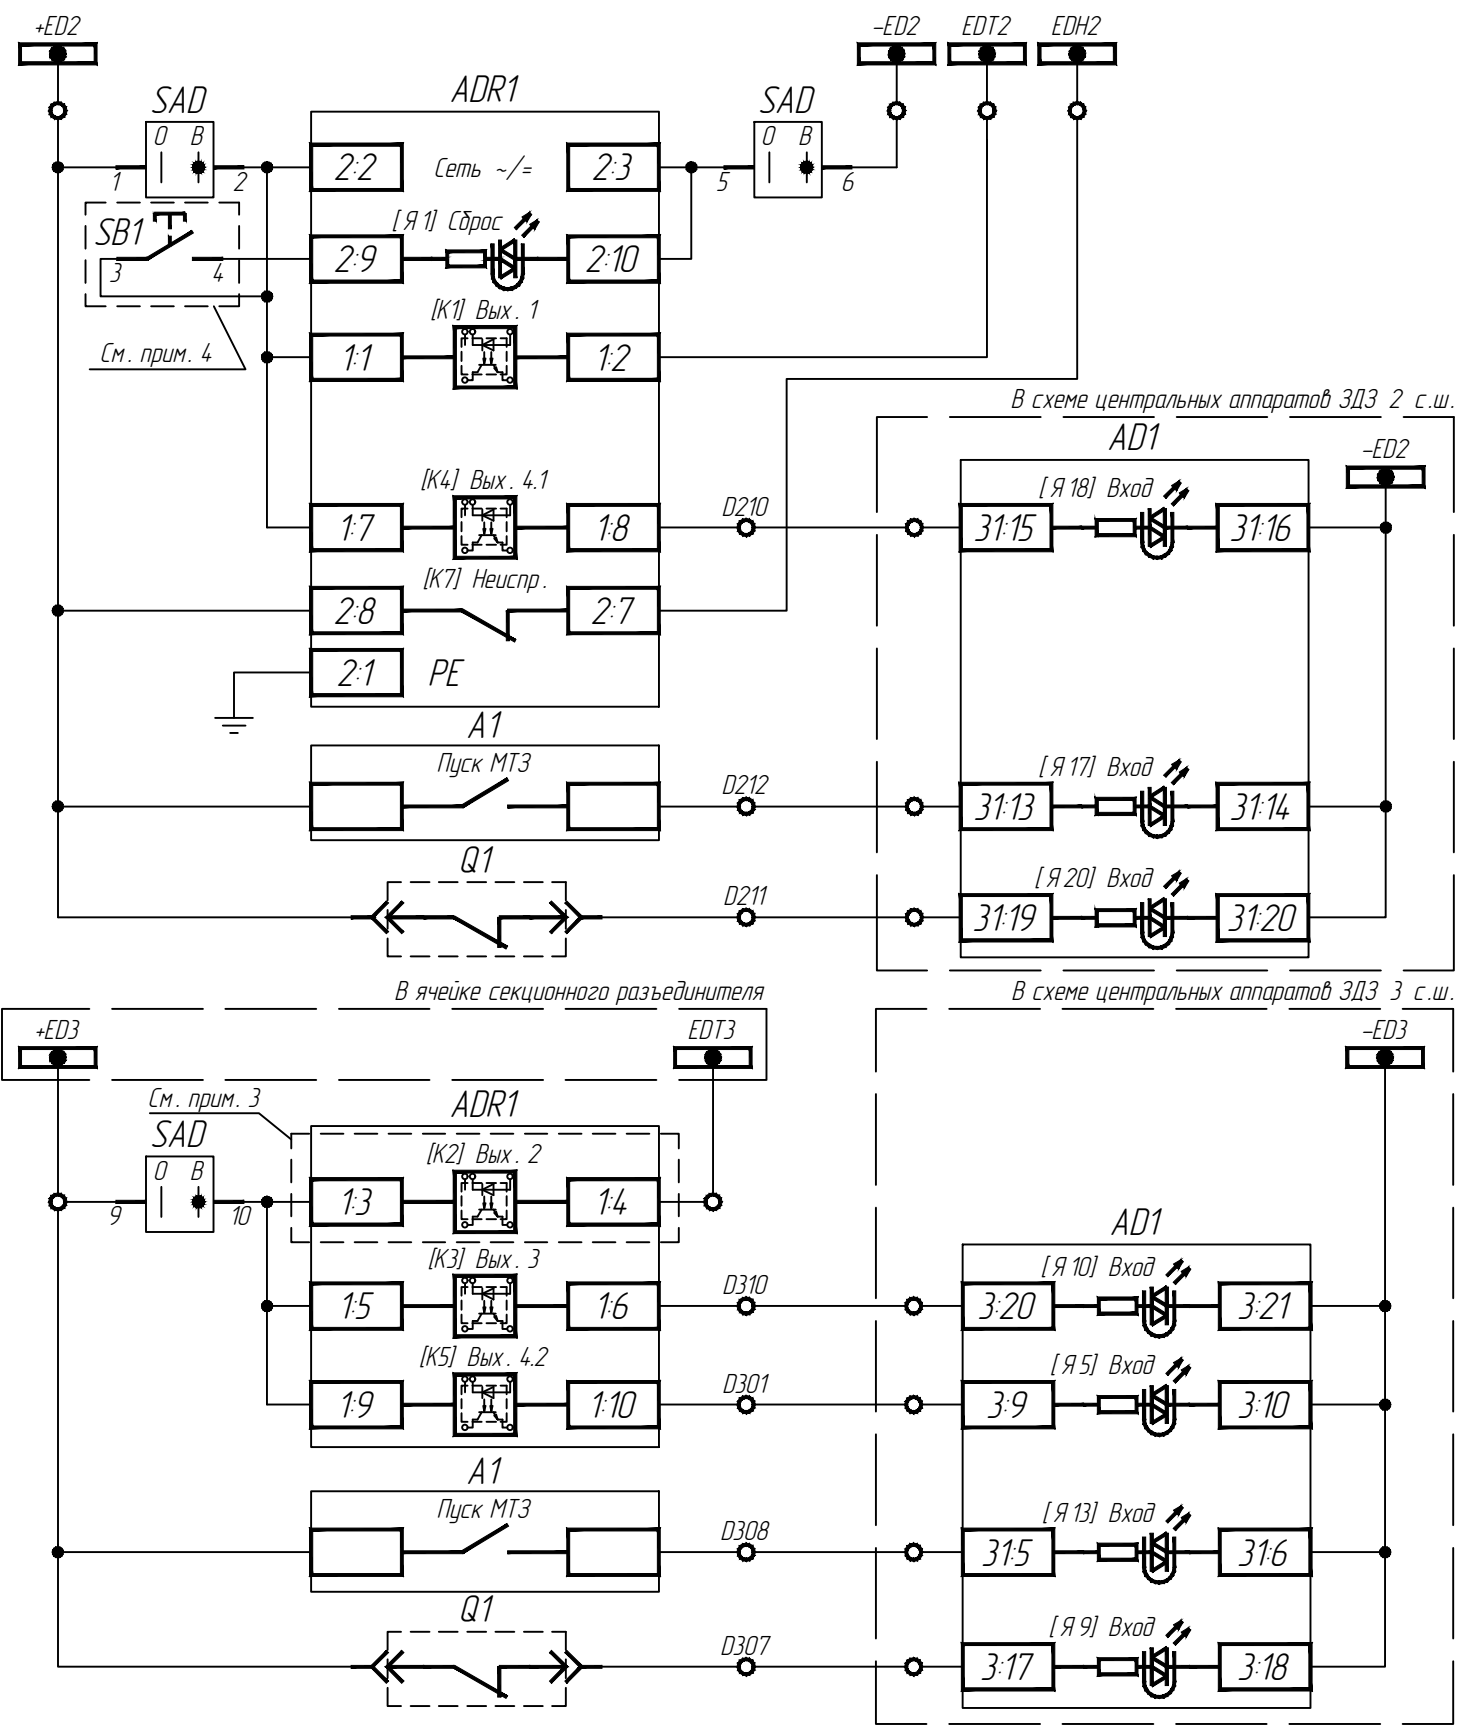 +ED2
-ED2
EDT2
EDH2
SAD
ADR1
SAD
O B
2:2
Сеть ~/=
2:3
O B
1
2
5
6
[Я1] Сброс
SB1
3
4
2:9
2:10
[K1] Вых. 1
См. прим. 4
1:1
1:2
В схеме центральных аппаратов ЗДЗ 2 с.ш.
AD1
-ED2
[K4] Вых. 4.1
[Я18] Вход
1:7
1:8
D210
31:15
31:16
[K7] Неиспр.
2:8
2:7
2:1
PE
A1
Пуск МТЗ
D212
[Я17] Вход
31:13
31:14
Q1
D211
[Я20] Вход
31:19
31:20
В ячейке секционного разъединителя
В схеме центральных аппаратов ЗДЗ 3 с.ш.
+ED3
EDT3
-ED3
См. прим. 3
ADR1
SAD
O B
[K2] Вых. 2
9
10
1:3
1:4
AD1
[K3] Вых. 3
[Я10] Вход
1:5
1:6
D310
3:20
3:21
[K5] Вых. 4.2
[Я5] Вход
1:9
1:10
D301
3:9
3:10
A1
Пуск МТЗ
[Я13] Вход
D308
31:5
31:6
Q1
[Я9] Вход
D307
3:17
3:18